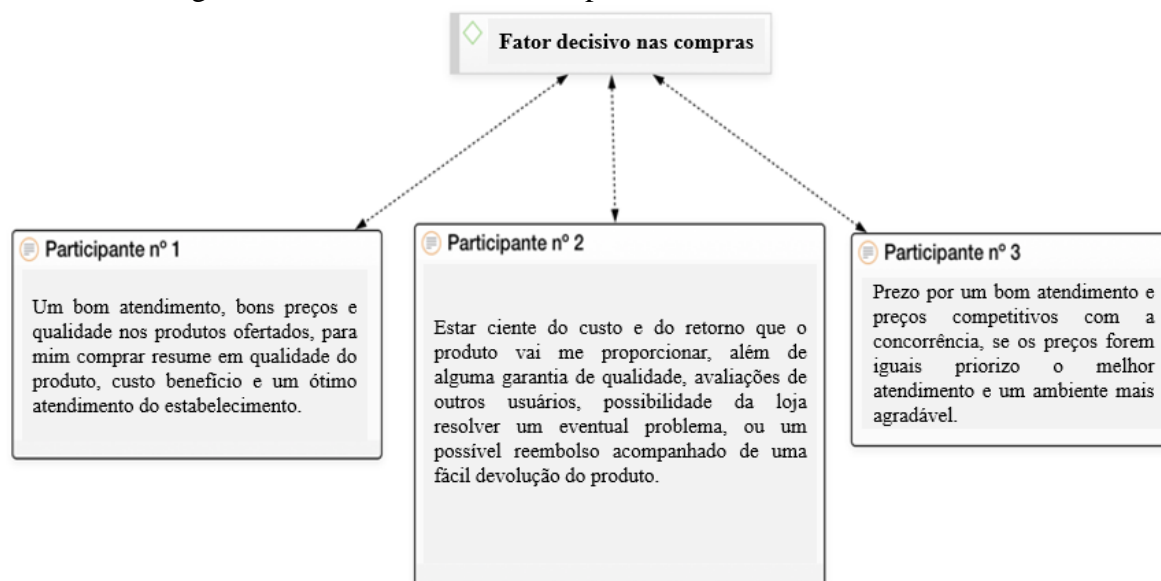 Fator decisivo nas compras
Participante nº 1
Um bom atendimento, bons preços e
qualidade nos produtos ofertados, para
mim comprar resume em qualidade do
produto, custo benefício e um ótimo
atendimento do estabelecimento.
Participante nº 2
Estar ciente do custo e do retorno que o
produto vai me proporcionar, além de
alguma garantia de qualidade, avaliações de
outros usuários, possibilidade da loja
resolver um eventual problema, ou um
possível reembolso acompanhado de uma
fácil devolução do produto.
Participante nº 3
Prezo por um bom atendimento e
preços competitivos com a
concorrência, se os preços forem
iguais priorizo o melhor
atendimento e um ambiente mais
agradável.